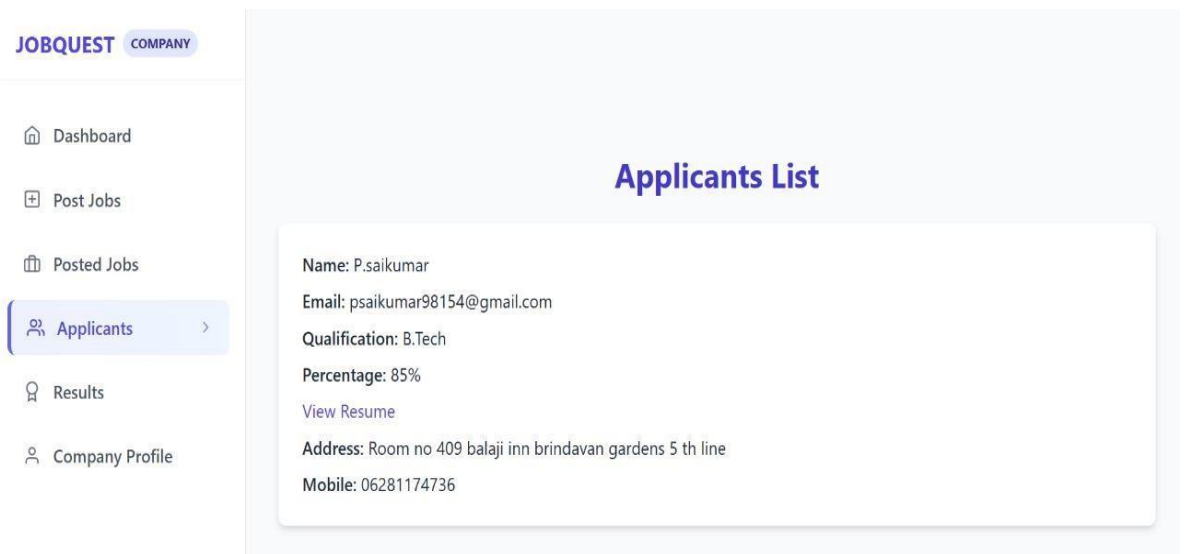 JOBQUEST COMPANY
Dashboard
Post Jobs
Posted Jobs
Applicants
Results
Company Profile
Applicants List
Name: P.saikumar
Email: psaikumar98154@gmail.com
Qualification: B.Tech
Percentage: 85%
View Resume
Address: Room no 409 balaji inn brindavan gardens 5 th line
Mobile: 06281174736